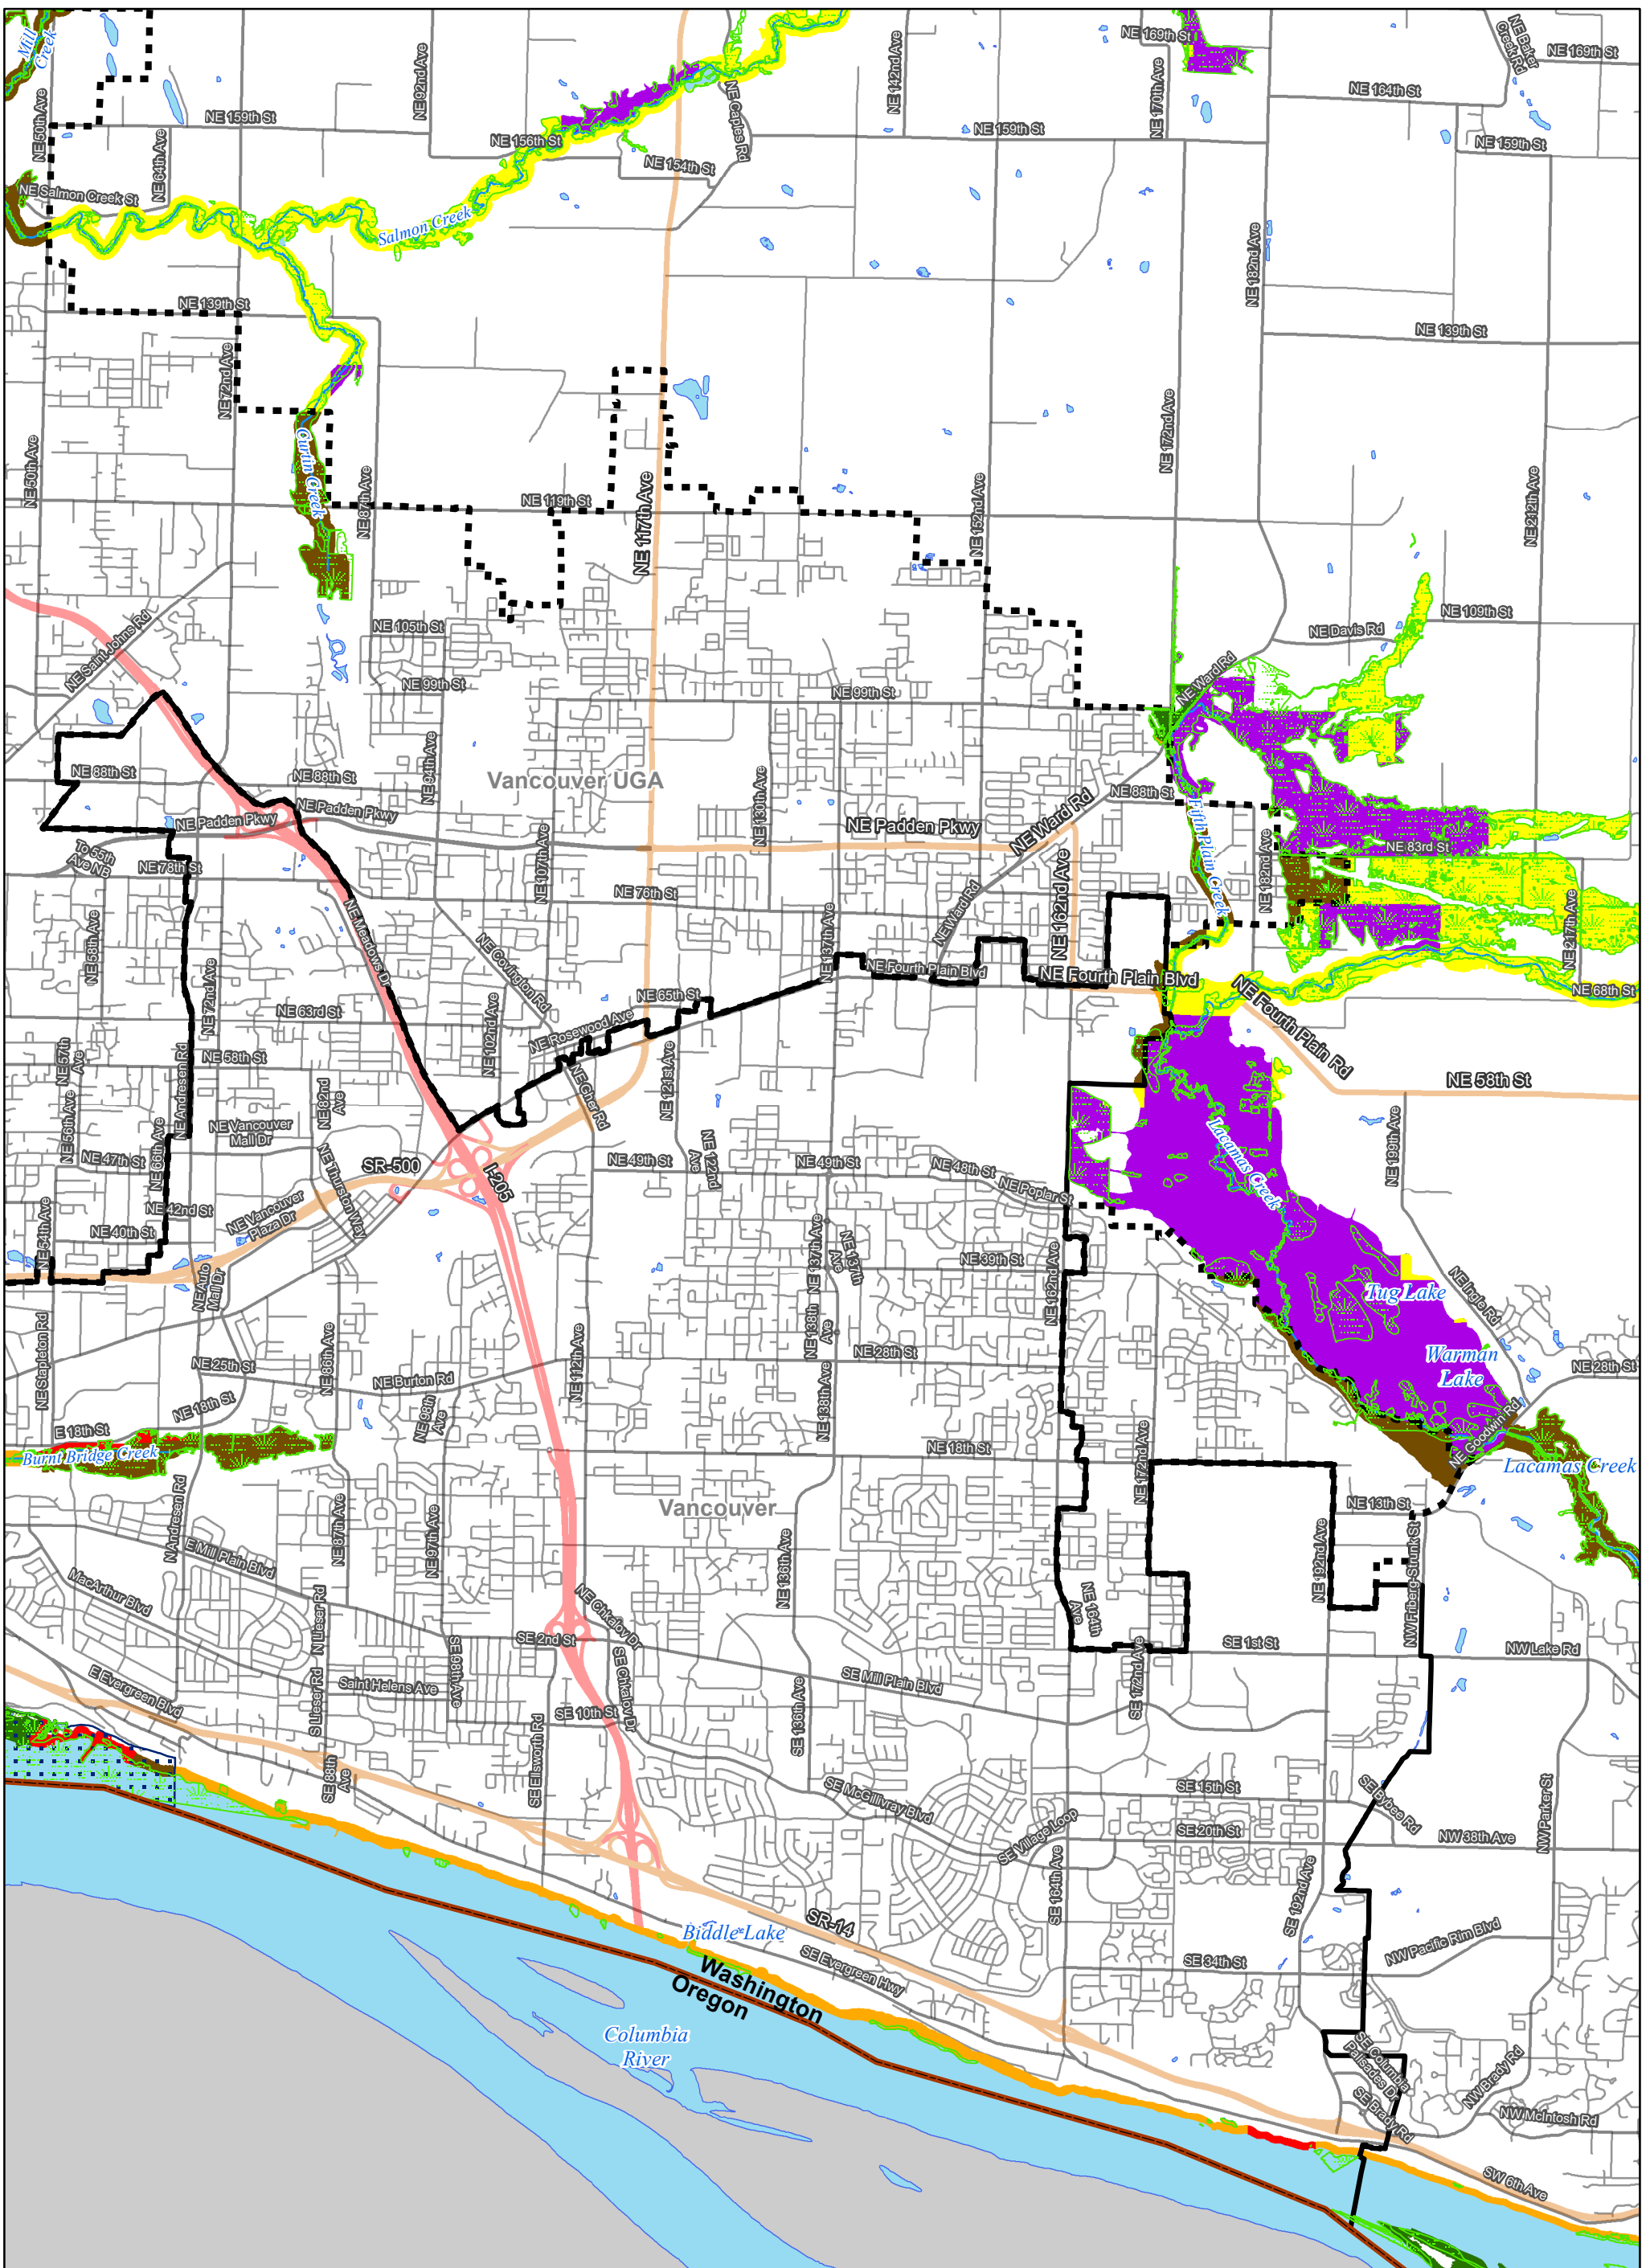 Mill
Creek
NE 50th Ave
NE 159th St
NE 64th Ave
NE Salmon Creek St
NE 92nd Ave
NE 156th St
NE 154th St
NE Caples Rd
NE 142nd Ave
NE 159th St
NE 169th St
NE 170th Ave
NE 182nd Ave
NE 164th St
NE Baker
Creek Rd
NE 169th St
NE 159th St
Salmon Creek
NE 139th St
NE 72nd Ave
NE 139th St
NE 172nd Ave
NE 50th Ave
Curtin Creek
NE 87th Ave
NE 119th St
NE 117th Ave
NE 152nd Ave
NE 212th Ave
NE Saint Johns Rd
NE 105th St
NE 99th St
NE 99th St
NE Davis Rd
NE 109th St
NE Ward Rd
NE 88th St
NE 88th St
NE 94th Ave
Vancouver UGA
NE 130th Ave
NE 88th St
NE Padden Pkwy
NE Padden Pkwy
NE Padden Pkwy
NE Ward Rd
Fifth Plain Creek
NE 182nd Ave
NE 83rd St
To 55th
Ave NB
NE 78th St
NE 107th Ave
NE 76th St
NE Ward Rd
NE 162nd Ave
NE 217th Ave
NE 58th Ave
NE 72nd Ave
NE Meadows Dr
NE Covington Rd
NE 137th Ave
NE Fourth Plain Blvd
NE Fourth Plain Blvd
NE Fourth Plain Rd
NE 68th St
NE 63rd St
NE 65th St
NE Rosewood Ave
NE 102nd Ave
NE 57th
Ave
NE 58th St
NE Andresen Rd
NE 82nd
Ave
NE Gher Rd
NE 121st Ave
NE 58th St
NE 56th Ave
NE 66th Ave
NE Vancouver
Mall Dr
NE 47th St
NE Thurston Way
SR-500
I-205
NE 49th St
NE 122nd
Ave
NE 49th St
NE 48th St
NE Poplar St
Lacamas Creek
NE 199th Ave
NE 54th Ave
NE 42nd St
NE 40th St
NE Vancouver
Plaza Dr
NE 137th Ave
NE 137th
Ave
NE 39th St
NE 162nd Ave
NE Auto
Mall Dr
NE Stapleton Rd
NE 86th Ave
NE 112th Ave
NE 138th
Ave
NE 28th St
Tug Lake
NE Ingle Rd
Warman
Lake
NE 28th St
NE 25th St
NE Burton Rd
NE 98th
Ave
NE 138th Ave
NE 18th St
E 18th St
Burnt Bridge Creek
NE 18th St
NE 172nd Ave
NE Goodwin Rd
Lacamas Creek
N Andresen Rd
NE 87th Ave
NE 97th Ave
Vancouver
NE 13th St
E Mill Plain Blvd
MacArthur Blvd
NE 136th Ave
NE 164th
Ave
NE 192nd Ave
NW Friberg-Strunk St
N Lieser Rd
NE Chkalov Dr
SE 2nd St
SE 98th Ave
SE 1st St
NW Lake Rd
E Evergreen Blvd
S Lieser Rd
Saint Helens Ave
SE Chkalov Dr
SE Mill Plain Blvd
SE 172nd Ave
SE 10th St
SE 136th Ave
SE Ellsworth Rd
SE 88th
Ave
SE McGillivray Blvd
SE 15th St
SE Bybee Rd
NW Parker St
SE Village Loop
SE 20th St
NW 38th Ave
SE 164th Ave
SE 192nd Ave
Biddle Lake
SR-14
SE Evergreen Hwy
SE 34th St
NW Pacific Rim Blvd
Washington
Oregon
Columbia
River
SE Columbia
Palisades Dr
SE Brady Rd
NW Brady Rd
NW McIntosh Rd
SW 6th Ave